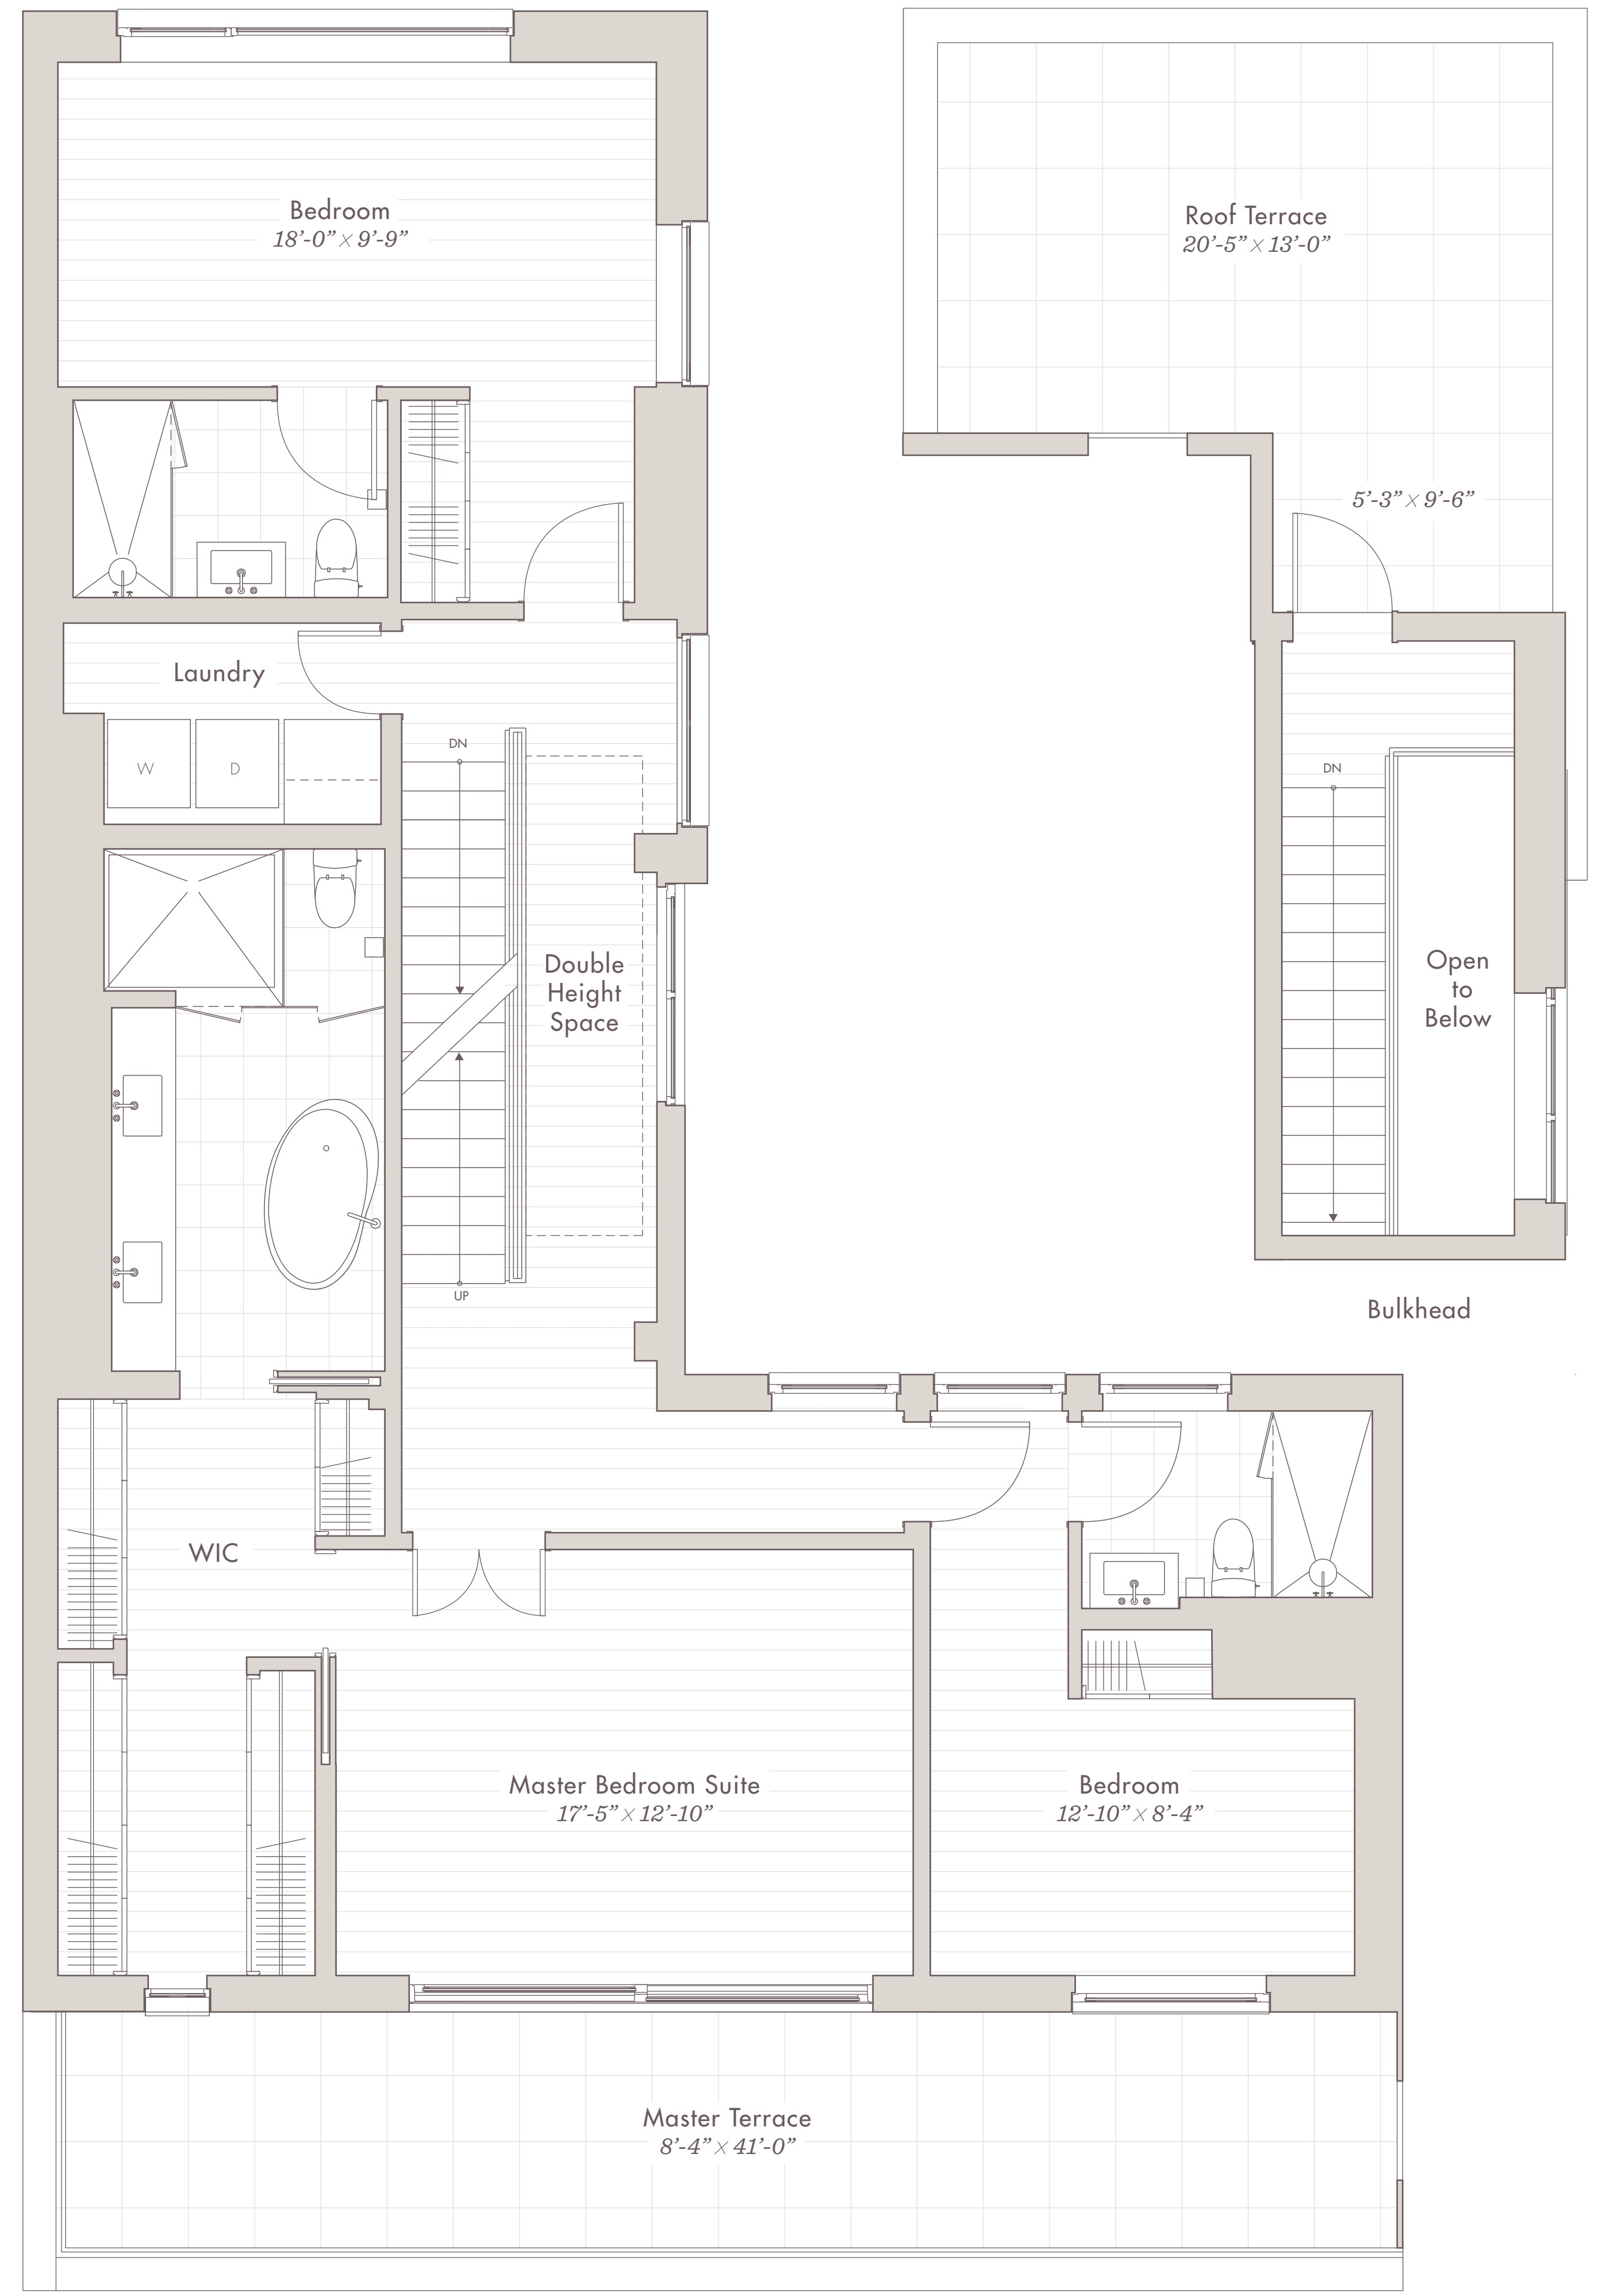 Bedroom
18’-0” × 9’-9”
Roof Terrace
20’-5” × 13’-0”
5’-3” × 9’-6”
Laundry
W
D
DN
DN
Double
Height
Space
Open
to
Below
UP
Bulkhead
WIC
Master Bedroom Suite
17’-5” × 12’-10”
Bedroom
12’-10” × 8’-4”
Master Terrace
8’-4” × 41’-0”